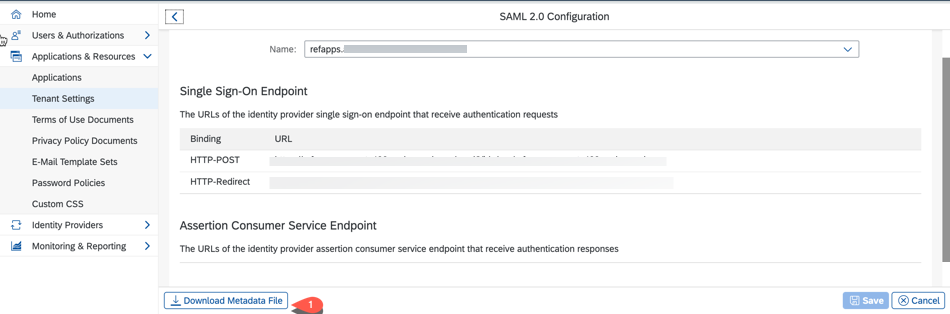 Home
SAML 2.0 Configuration
Users & Authorizations
Applications & Resources
Applications
Tenant Settings
Terms of Use Documents
Privacy Policy Documents
E-Mail Template Sets
Password Policies
Custom CSS
Identity Providers
Monitoring & Reporting
Name: refapps.
Single Sign-On Endpoint
The URLs of the identity provider single sign-on endpoint that receive authentication requests
Binding URL
HTTP-POST
HTTP-Redirect
Assertion Consumer Service Endpoint
The URLs of the identity provider assertion consumer service endpoint that receive authentication responses
Download Metadata File
1
Save
Cancel